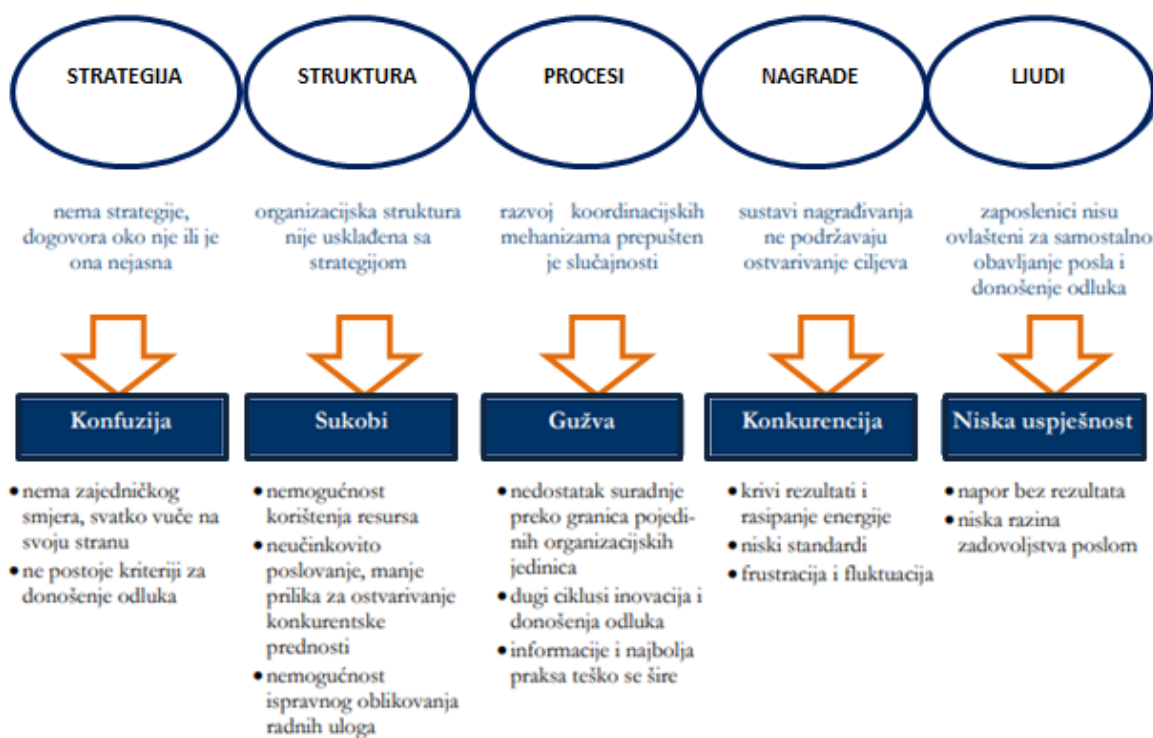 STRATEGIJA
STRUKTURA
PROCESI
NAGRADE
LJUDI
nema strategije,
dogovora oko nje ili je
ona nejasna
organizacijska struktura
nije usklađena sa
strategijom
razvoj koordinacijskih
mehanizama prepušten
je slučajnosti
sustavi nagrađivanja
ne podržavaju
ostvarivanje ciljeva
zaposlenici nisu
ovlašteni za samostalno
obavljanje posla i
donošenje odluka
Konfuzija
Sukobi
Gužva
Konkurencija
Niska uspješnost
• nema zajedničkog
smjera, svatko vuče na
svoju stranu
• ne postoje kriteriji za
donošenje odluka
• nemogućnost
korištenja resursa
• neučinkovito
poslovanje, manje
prilika za ostvarivanje
konkurentske
prednosti
• nemogućnost
ispravnog oblikovanja
radnih uloga
• nedostatak suradnje
preko granica pojedi-
nih organizacijskih
jedinica
• dugi ciklusi inovacija i
donošenja odluka
• informacije i najbolja
praksa teško se šire
• krivi rezultati i
rasipanje energije
• niski standardi
• frustracija i fluktuacija
• napor bez rezultata
• niska razina
zadovoljstva poslom